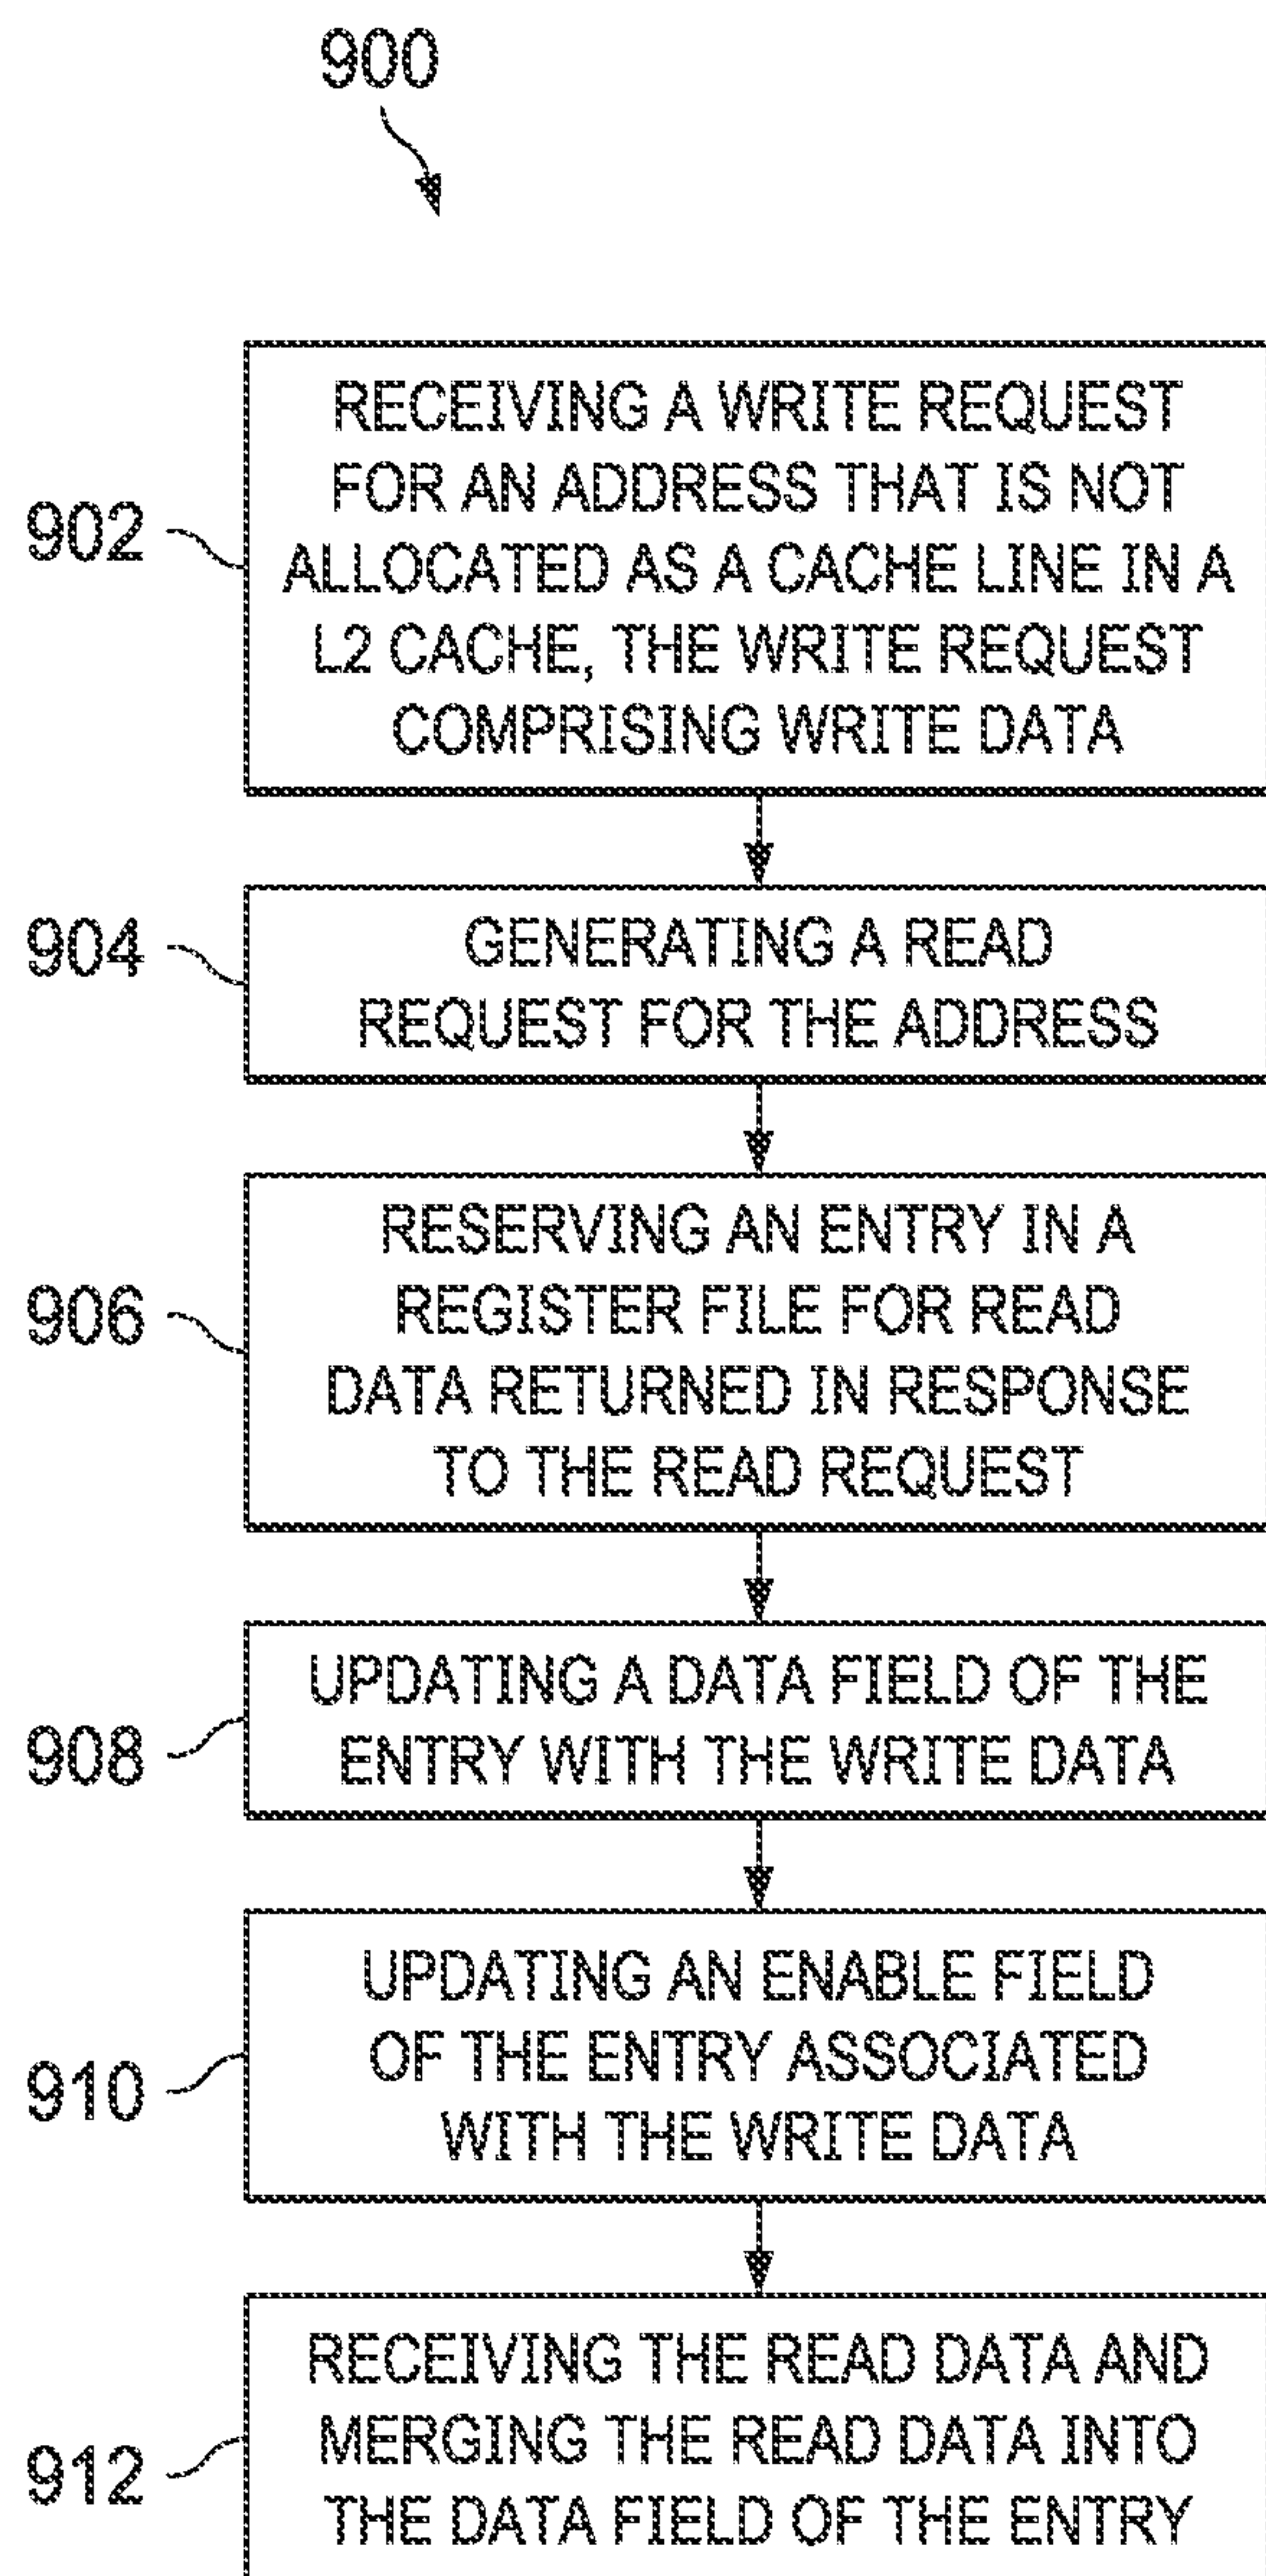 900
902
RECEIVING A WRITE REQUEST
FOR AN ADDRESS THAT IS NOT
ALLOCATED AS A CACHE LINE IN A
L2 CACHE, THE WRITE REQUEST
COMPRISING WRITE DATA
904
GENERATING A READ
REQUEST FOR THE ADDRESS
906
RESERVING AN ENTRY IN A
REGISTER FILE FOR READ
DATA RETURNED IN RESPONSE
TO THE READ REQUEST
908
UPDATING A DATA FIELD OF THE
ENTRY WITH THE WRITE DATA
910
UPDATING AN ENABLE FIELD
OF THE ENTRY ASSOCIATED
WITH THE WRITE DATA
912
RECEIVING THE READ DATA AND
MERGING THE READ DATA INTO
THE DATA FIELD OF THE ENTRY